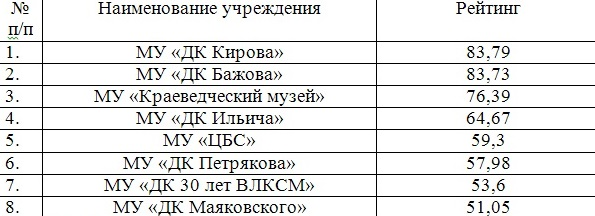 № п/п Наименование учреждения Рейтинг
1. МУ «ДК Кирова» 83,79
2. МУ «ДК Бажова» 83,73
3. МУ «Краеведческий музей» 76,39
4. МУ «ДК Ильича» 64,67
5. МУ «ЦБС» 59,3
6. МУ «ДК Петрякова» 57,98
7. МУ «ДК 30 лет ВЛКСМ» 53,6
8. МУ «ДК Маяковского» 51,05